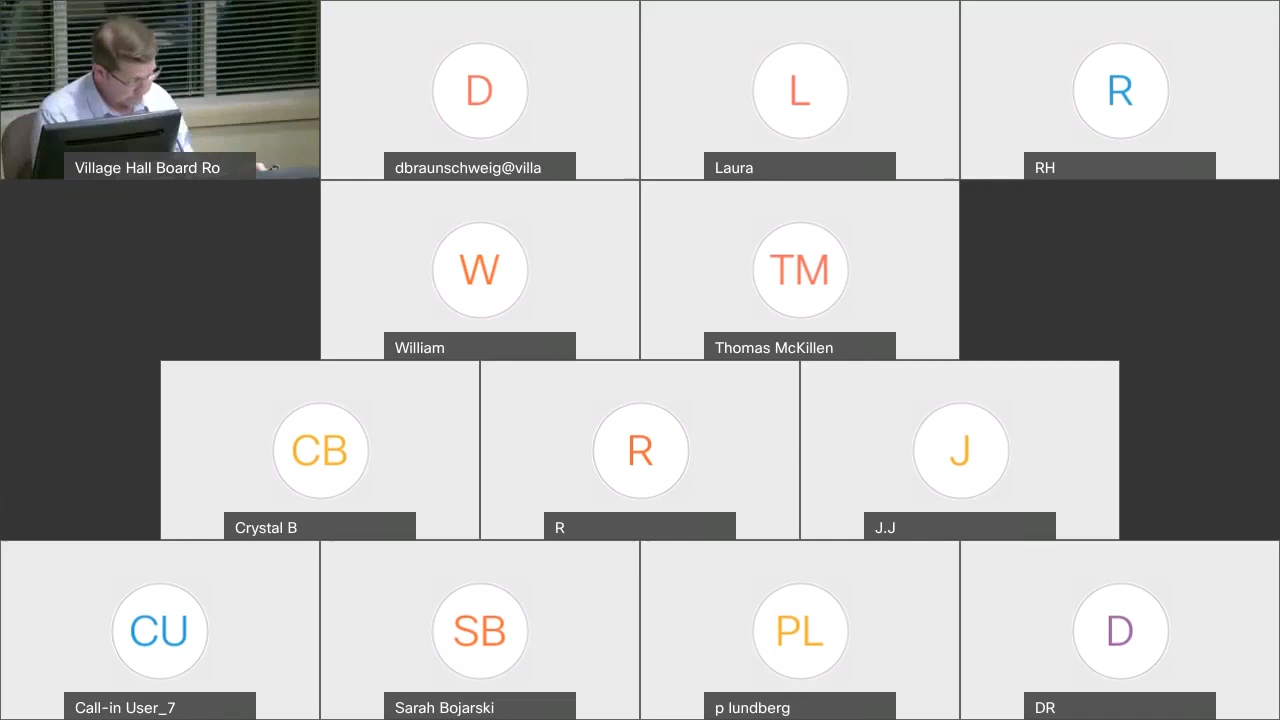 Village Hall Board Ro
D
dbraunschweig@villa
L
Laura
R
RH
W
William
TM
Thomas McKillen
CB
Crystal B
R
R
J
J.J
CU
Call-in User_7
SB
Sarah Bojarski
PL
p lundberg
D
DR